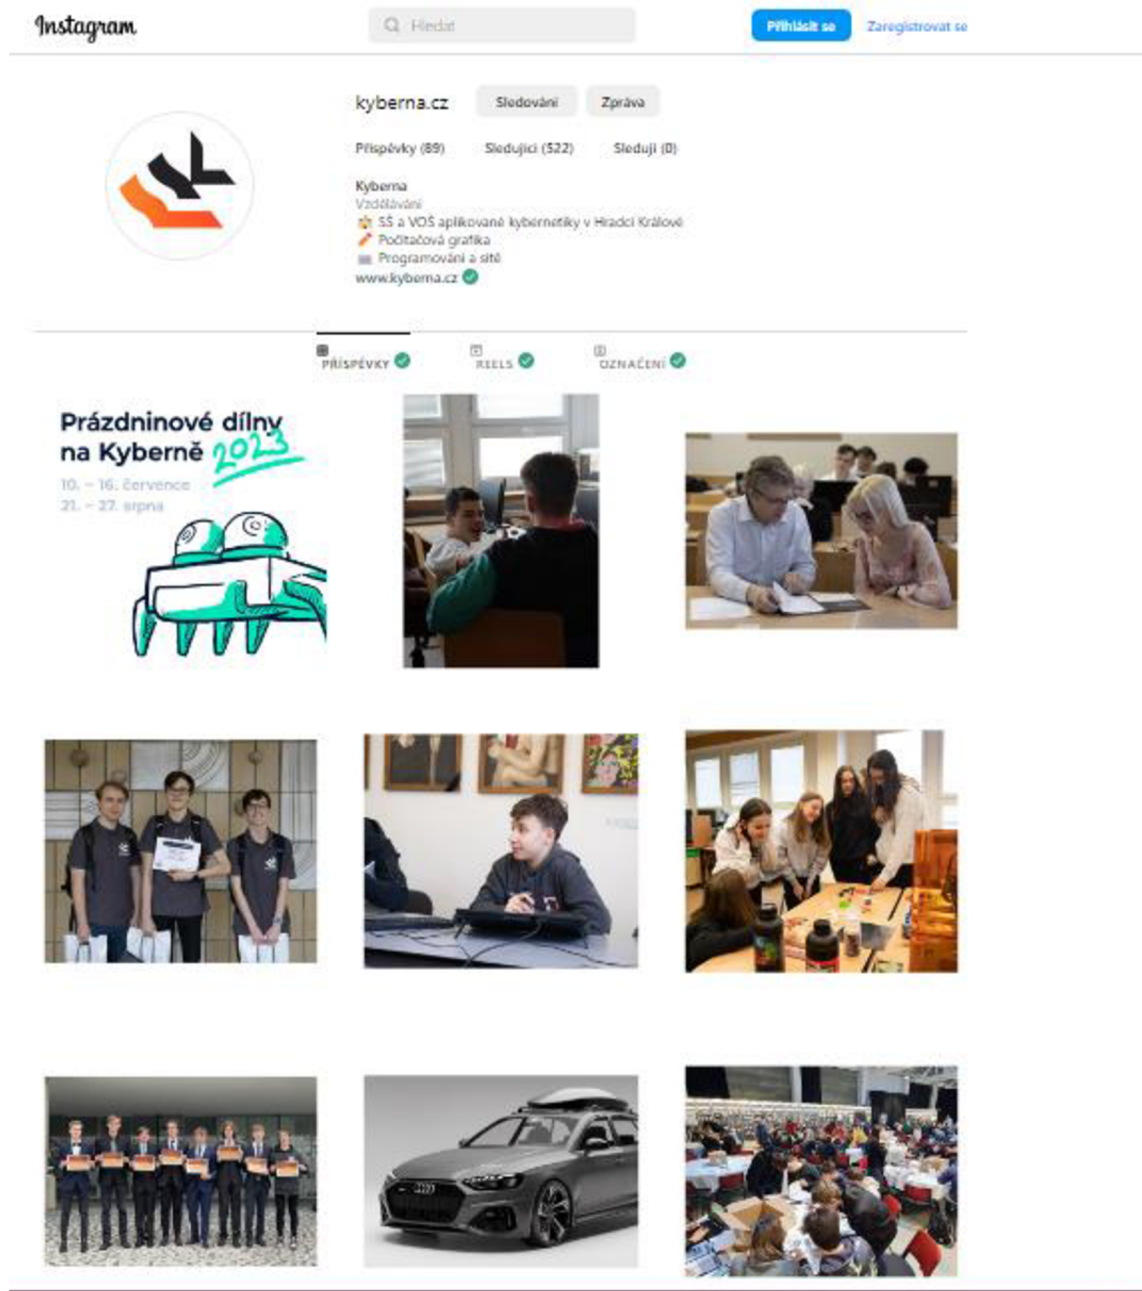 Instagram
Hledat
Přihlásit se
Zaregistrovat se
kyberna.cz
Sledování
Zpráva
Příspěvky (89)
Sledující (522)
Sleduji (0)
Kyberna
Vzdělávání
SŠ a VOŠ aplikované kybernetiky v Hradci Králové
Počítačová grafika
Programování a sítě
www.kyberna.cz
PŘÍSPĚVKY
REELS
OZNAČENÍ
Prázdninové dílny
na Kyberně 2023
10. – 16. července
21. – 27. srpna